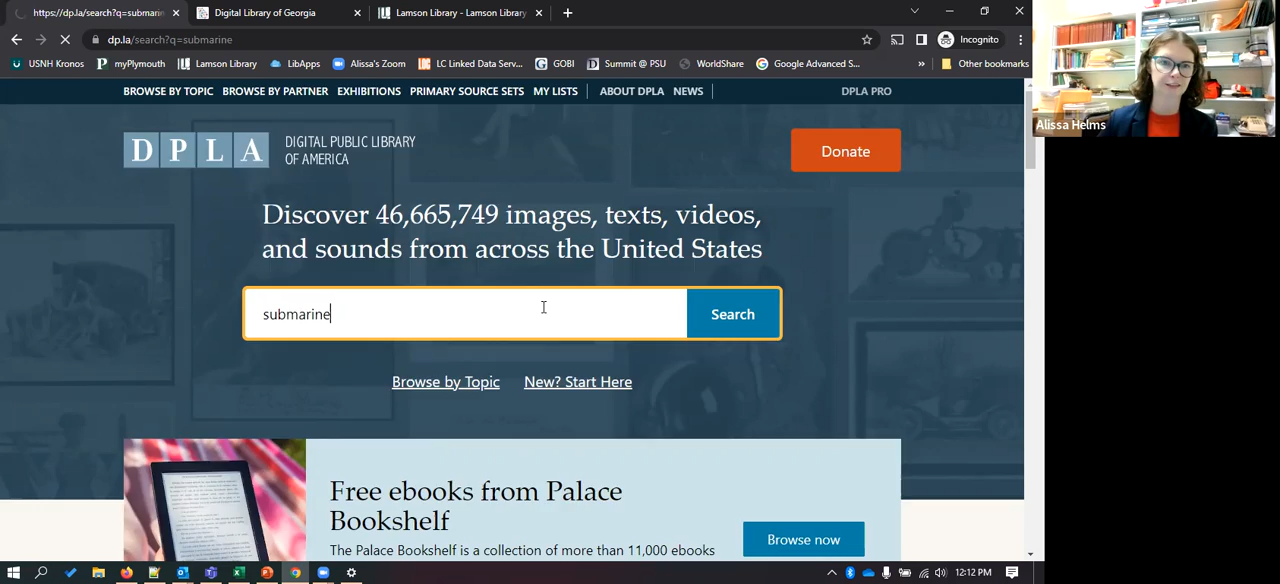 https://dp.la/search?q=submarin
Digital Library of Georgia
Lamson Library - Lamson Library
dp.la/search?q=submarine
Incognito
USNH Kronos
myPlymouth
Lamson Library
LibApps
Alissa's Zoom
LC Linked Data Serv...
GOBI
Summit @ PSU
WorldShare
Google Advanced S...
»
Other bookmarks
BROWSE BY TOPIC BROWSE BY PARTNER EXHIBITIONS PRIMARY SOURCE SETS MY LISTS ABOUT DPLA NEWS DPLA PRO
Alissa Helms
DPLA
DIGITAL PUBLIC LIBRARY
OF AMERICA
Donate
Discover 46,665,749 images, texts, videos,
and sounds from across the United States
submarine
Search
Browse by Topic
New? Start Here
Free ebooks from Palace
Bookshelf
The Palace Bookshelf is a collection of more than 11,000 ebooks
Browse now
12:12 PM